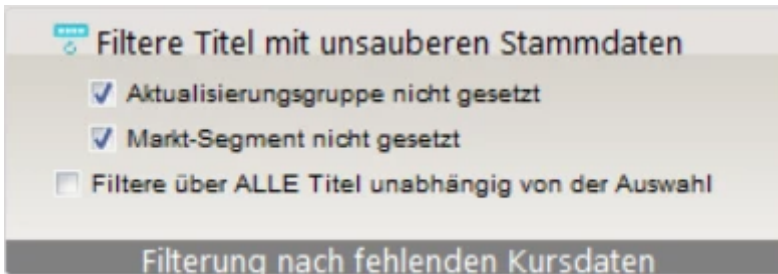 Filtere Titel mit unsauberen Stammdaten
Aktualisierungsgruppe nicht gesetzt
Markt-Segment nicht gesetzt
Filtere über ALLE Titel unabhängig von der Auswahl
Filterung nach fehlenden Kursdaten